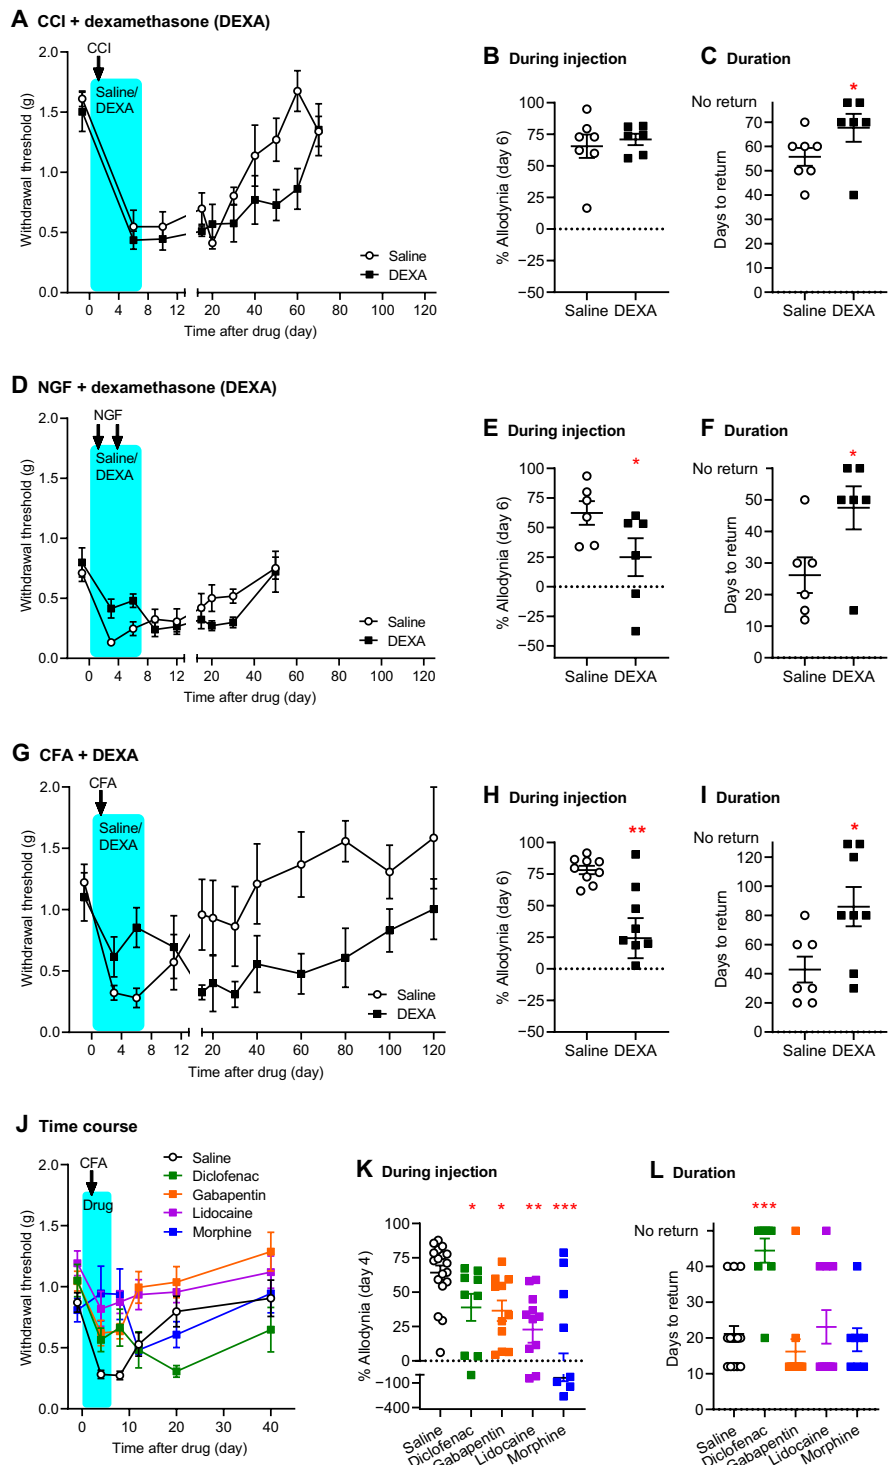 A CCI + dexamethasone (DEXA)
2.0
1.5
1.0
0.5
0.0
Withdrawal threshold (g)
CCI
Saline/
DEXA
Saline
DEXA
0 4 8 12 20 40 60 80 100 120
Time after drug (day)
B During injection
100
75
50
25
0
−25
−50
% Allodynia (day 6)
Saline DEXA
C Duration
No return
70
60
50
40
30
20
10
0
Days to return
*
Saline DEXA
D NGF + dexamethasone (DEXA)
2.0
1.5
1.0
0.5
0.0
Withdrawal threshold (g)
NGF
Saline/
DEXA
Saline
DEXA
0 4 8 12 20 40 60 80 100 120
Time after drug (day)
E During injection
100
75
50
25
0
−25
−50
% Allodynia (day 6)
*
Saline DEXA
F Duration
No return
50
40
30
20
10
0
Days to return
*
Saline DEXA
G CFA + DEXA
2.0
1.5
1.0
0.5
0.0
Withdrawal threshold (g)
CFA
Saline/
DEXA
Saline
DEXA
0 4 8 12 20 40 60 80 100 120
Time after drug (day)
H During injection
100
75
50
25
0
−25
−50
% Allodynia (day 6)
**
Saline DEXA
I Duration
No return
120
100
80
60
40
20
0
Days to return
*
Saline DEXA
J Time course
2.0
1.5
1.0
0.5
0.0
Withdrawal threshold (g)
CFA
Drug
Saline
Diclofenac
Gabapentin
Lidocaine
Morphine
0 10 20 30 40
Time after drug (day)
K During injection
100
75
50
25
0
−100
−400
% Allodynia (day 4)
* * ** ***
Saline
Diclofenac
Gabapentin
Lidocaine
Morphine
L Duration
No return
40
30
20
10
0
Days to return
***
Saline
Diclofenac
Gabapentin
Lidocaine
Morphine